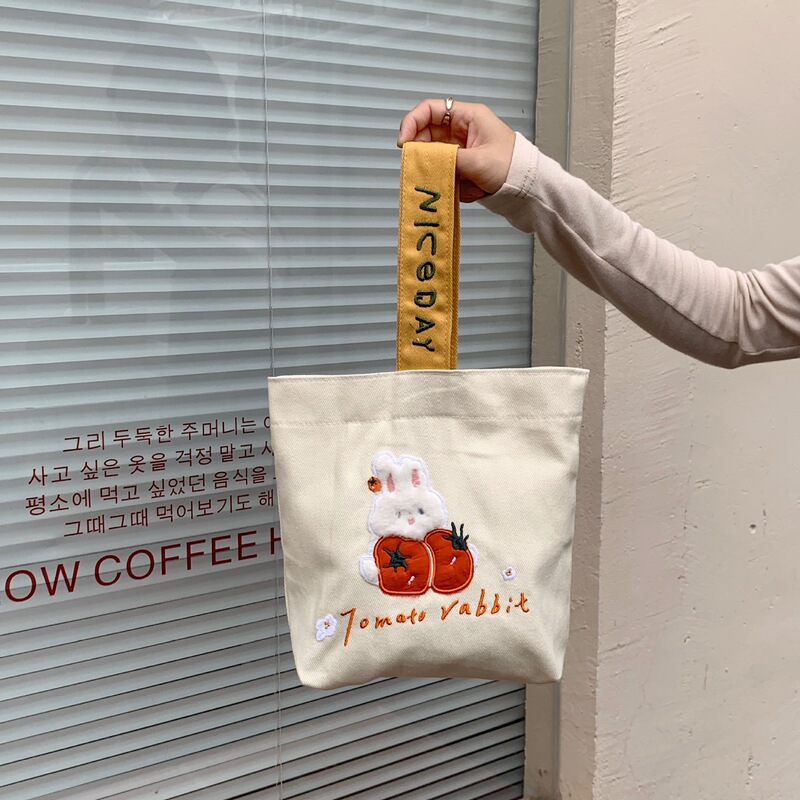 NiceDAY
그리 두둑한 주머니는
사고 싶은 옷을 걱정 말고
평소에 먹고 싶었던 음식을
그때그때 먹어보기도 해
OW COFFEE H
Tomato rabbit